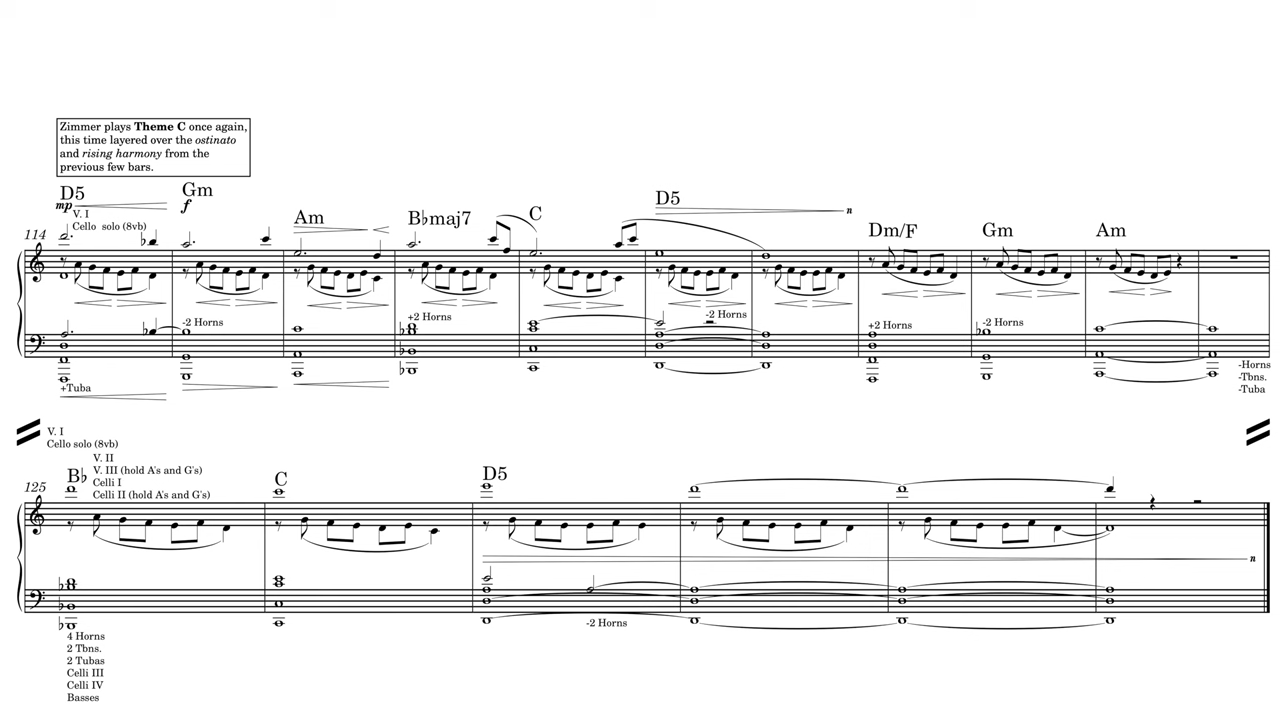 Zimmer plays Theme C once again,
this time layered over the ostinato
and rising harmony from the
previous few bars.
D5 Gm Am B♭maj7 C D5 Dm/F Gm Am
mp f n
V. I
Cello solo (8vb)
114
-2 Horns +2 Horns -2 Horns +2 Horns -2 Horns
+Tuba
-Horns
-Tbns.
-Tuba
V. I
Cello solo (8vb)
V. II
V. III (hold A's and G's)
Celli I
Celli II (hold A's and G's)
B♭ C D5
125
n
-2 Horns
4 Horns
2 Tbns.
2 Tubas
Celli III
Celli IV
Basses